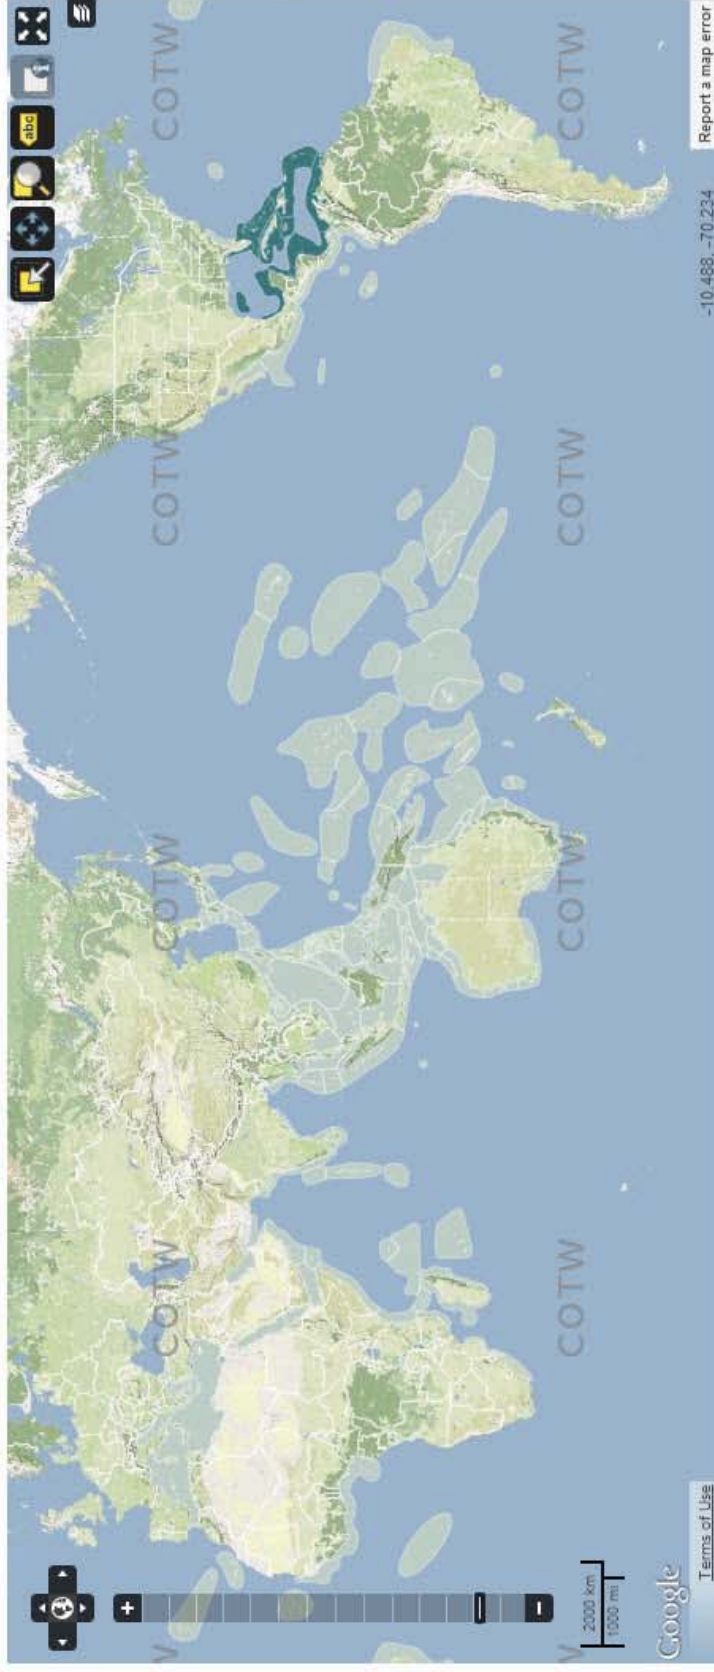 abc
COTW COTW COTW COTW
COTW COTW COTW COTW
W
W
2000 km
1000 mi
Google
Terms of Use
-10.488, -70.234
Report a map error